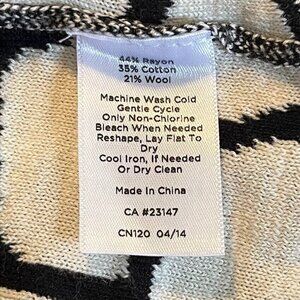 44% Rayon
35% Cotton
21% Wool
Machine Wash Cold
Gentle Cycle
Only Non-Chlorine
Bleach When Needed
Reshape, Lay Flat To
Dry
Cool Iron, If Needed
Or Dry Clean
Made in China
CA #23147
CN120 04/14